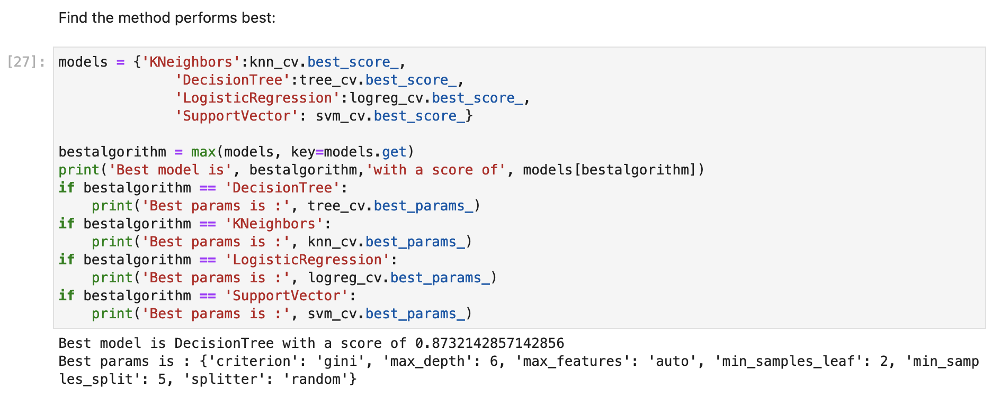 Find the method performs best:
[27]:
models = {'KNeighbors':knn_cv.best_score_,
              'DecisionTree':tree_cv.best_score_,
              'LogisticRegression':logreg_cv.best_score_,
              'SupportVector': svm_cv.best_score_}

bestalgorithm = max(models, key=models.get)
print('Best model is', bestalgorithm,'with a score of', models[bestalgorithm])
if bestalgorithm == 'DecisionTree':
    print('Best params is :', tree_cv.best_params_)
if bestalgorithm == 'KNeighbors':
    print('Best params is :', knn_cv.best_params_)
if bestalgorithm == 'LogisticRegression':
    print('Best params is :', logreg_cv.best_params_)
if bestalgorithm == 'SupportVector':
    print('Best params is :', svm_cv.best_params_)
Best model is DecisionTree with a score of 0.8732142857142856
Best params is : {'criterion': 'gini', 'max_depth': 6, 'max_features': 'auto', 'min_samples_leaf': 2, 'min_samp
les_split': 5, 'splitter': 'random'}